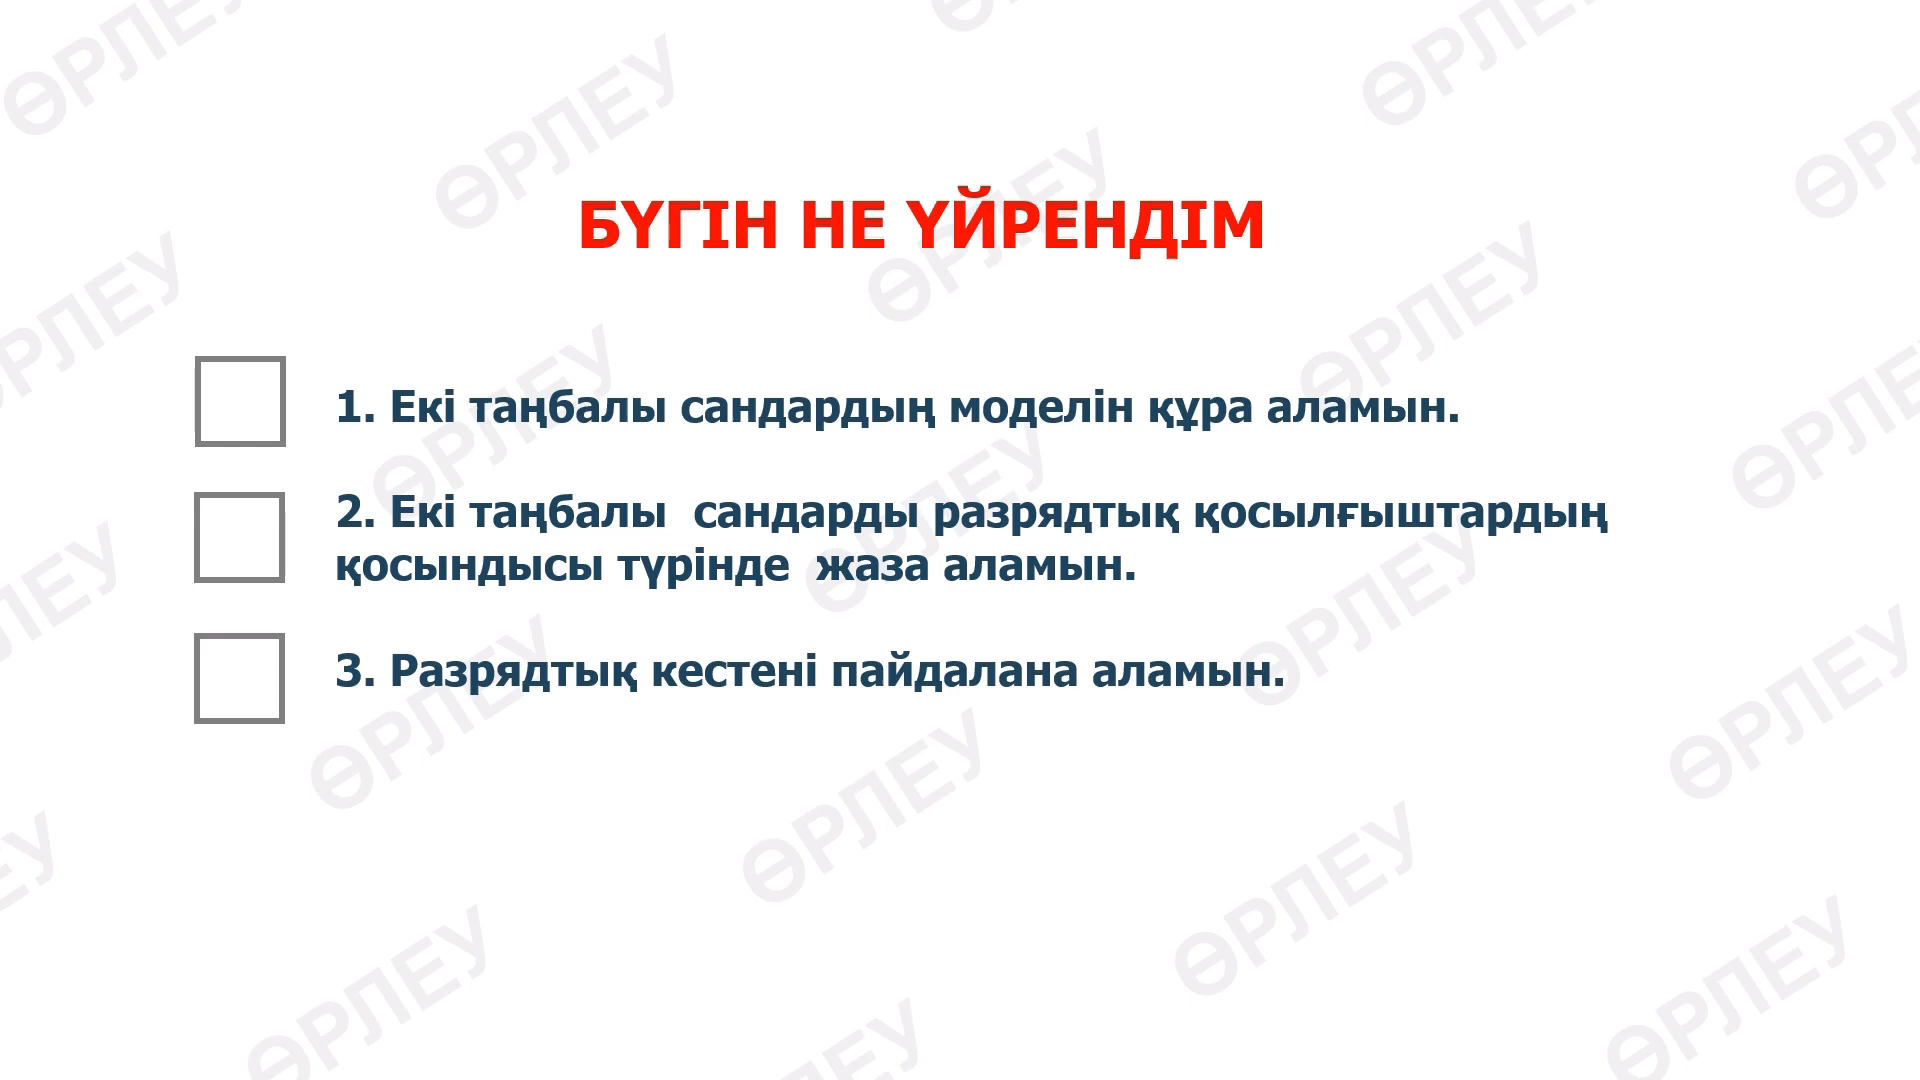 БҮГІН НЕ ҮЙРЕНДІМ
1. Екі таңбалы сандардың моделін құра аламын.
2. Екі таңбалы  сандарды разрядтық қосылғыштардың
қосындысы түрінде  жаза аламын.
3. Разрядтық кестені пайдалана аламын.
ӨРЛЕУ